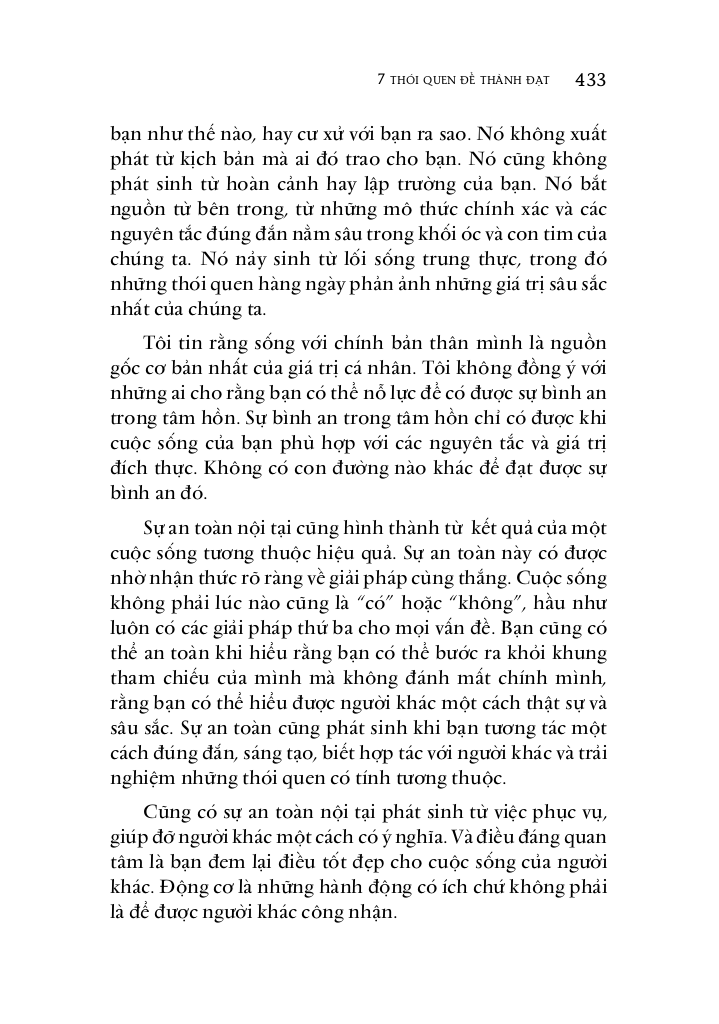 7 THÓI QUEN ĐỂ THÀNH ĐẠT 433
bạn như thế nào, hay cư xử với bạn ra sao. Nó không xuất
phát từ kịch bản mà ai đó trao cho bạn. Nó cũng không
phát sinh từ hoàn cảnh hay lập trường của bạn. Nó bắt
nguồn từ bên trong, từ những mô thức chính xác và các
nguyên tắc đúng đắn nằm sâu trong khối óc và con tim của
chúng ta. Nó nảy sinh từ lối sống trung thực, trong đó
những thói quen hàng ngày phản ảnh những giá trị sâu sắc
nhất của chúng ta.
Tôi tin rằng sống với chính bản thân mình là nguồn
gốc cơ bản nhất của giá trị cá nhân. Tôi không đồng ý với
những ai cho rằng bạn có thể nỗ lực để có được sự bình an
trong tâm hồn. Sự bình an trong tâm hồn chỉ có được khi
cuộc sống của bạn phù hợp với các nguyên tắc và giá trị
đích thực. Không có con đường nào khác để đạt được sự
bình an đó.
Sự an toàn nội tại cũng hình thành từ kết quả của một
cuộc sống tương thuộc hiệu quả. Sự an toàn này có được
nhờ nhận thức rõ ràng về giải pháp cùng thắng. Cuộc sống
không phải lúc nào cũng là “có” hoặc “không”, hầu như
luôn có các giải pháp thứ ba cho mọi vấn đề. Bạn cũng có
thể an toàn khi hiểu rằng bạn có thể bước ra khỏi khung
tham chiếu của mình mà không đánh mất chính mình,
rằng bạn có thể hiểu được người khác một cách thật sự và
sâu sắc. Sự an toàn cũng phát sinh khi bạn tương tác một
cách đúng đắn, sáng tạo, biết hợp tác với người khác và trải
nghiệm những thói quen có tính tương thuộc.
Cũng có sự an toàn nội tại phát sinh từ việc phục vụ,
giúp đỡ người khác một cách có ý nghĩa. Và điều đáng quan
tâm là bạn đem lại điều tốt đẹp cho cuộc sống của người
khác. Động cơ là những hành động có ích chứ không phải
là để được người khác công nhận.